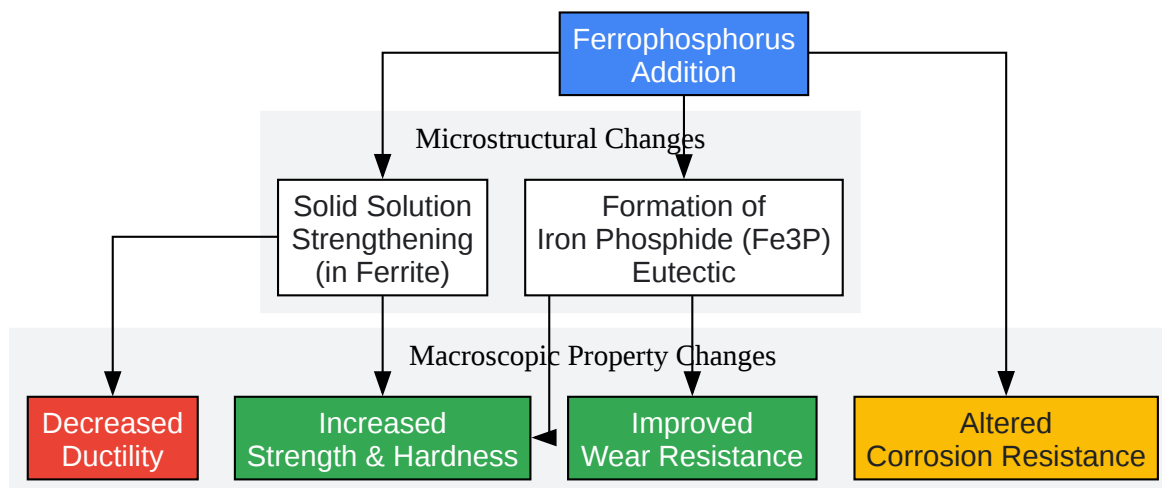 Ferrophosphorus
Addition
Microstructural Changes
Solid Solution
Strengthening
(in Ferrite)
Formation of
Iron Phosphide (Fe3P)
Eutectic
Macroscopic Property Changes
Decreased
Ductility
Increased
Strength & Hardness
Improved
Wear Resistance
Altered
Corrosion Resistance